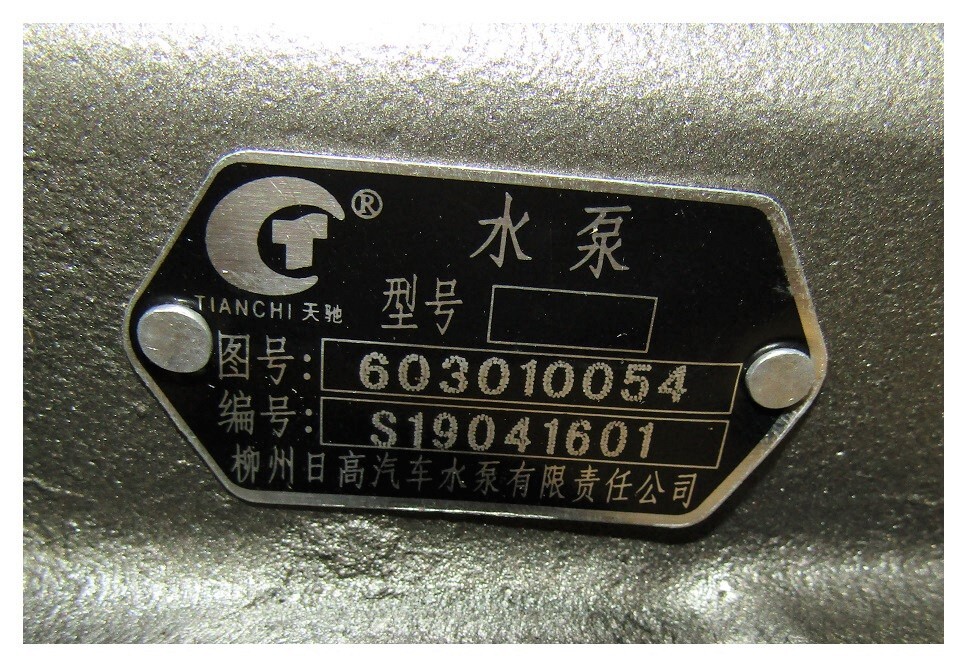 ®
水泵
TIANCHI 天驰
型号
图号: 603010054
编号: S19041601
柳州日高汽车水泵有限责任公司